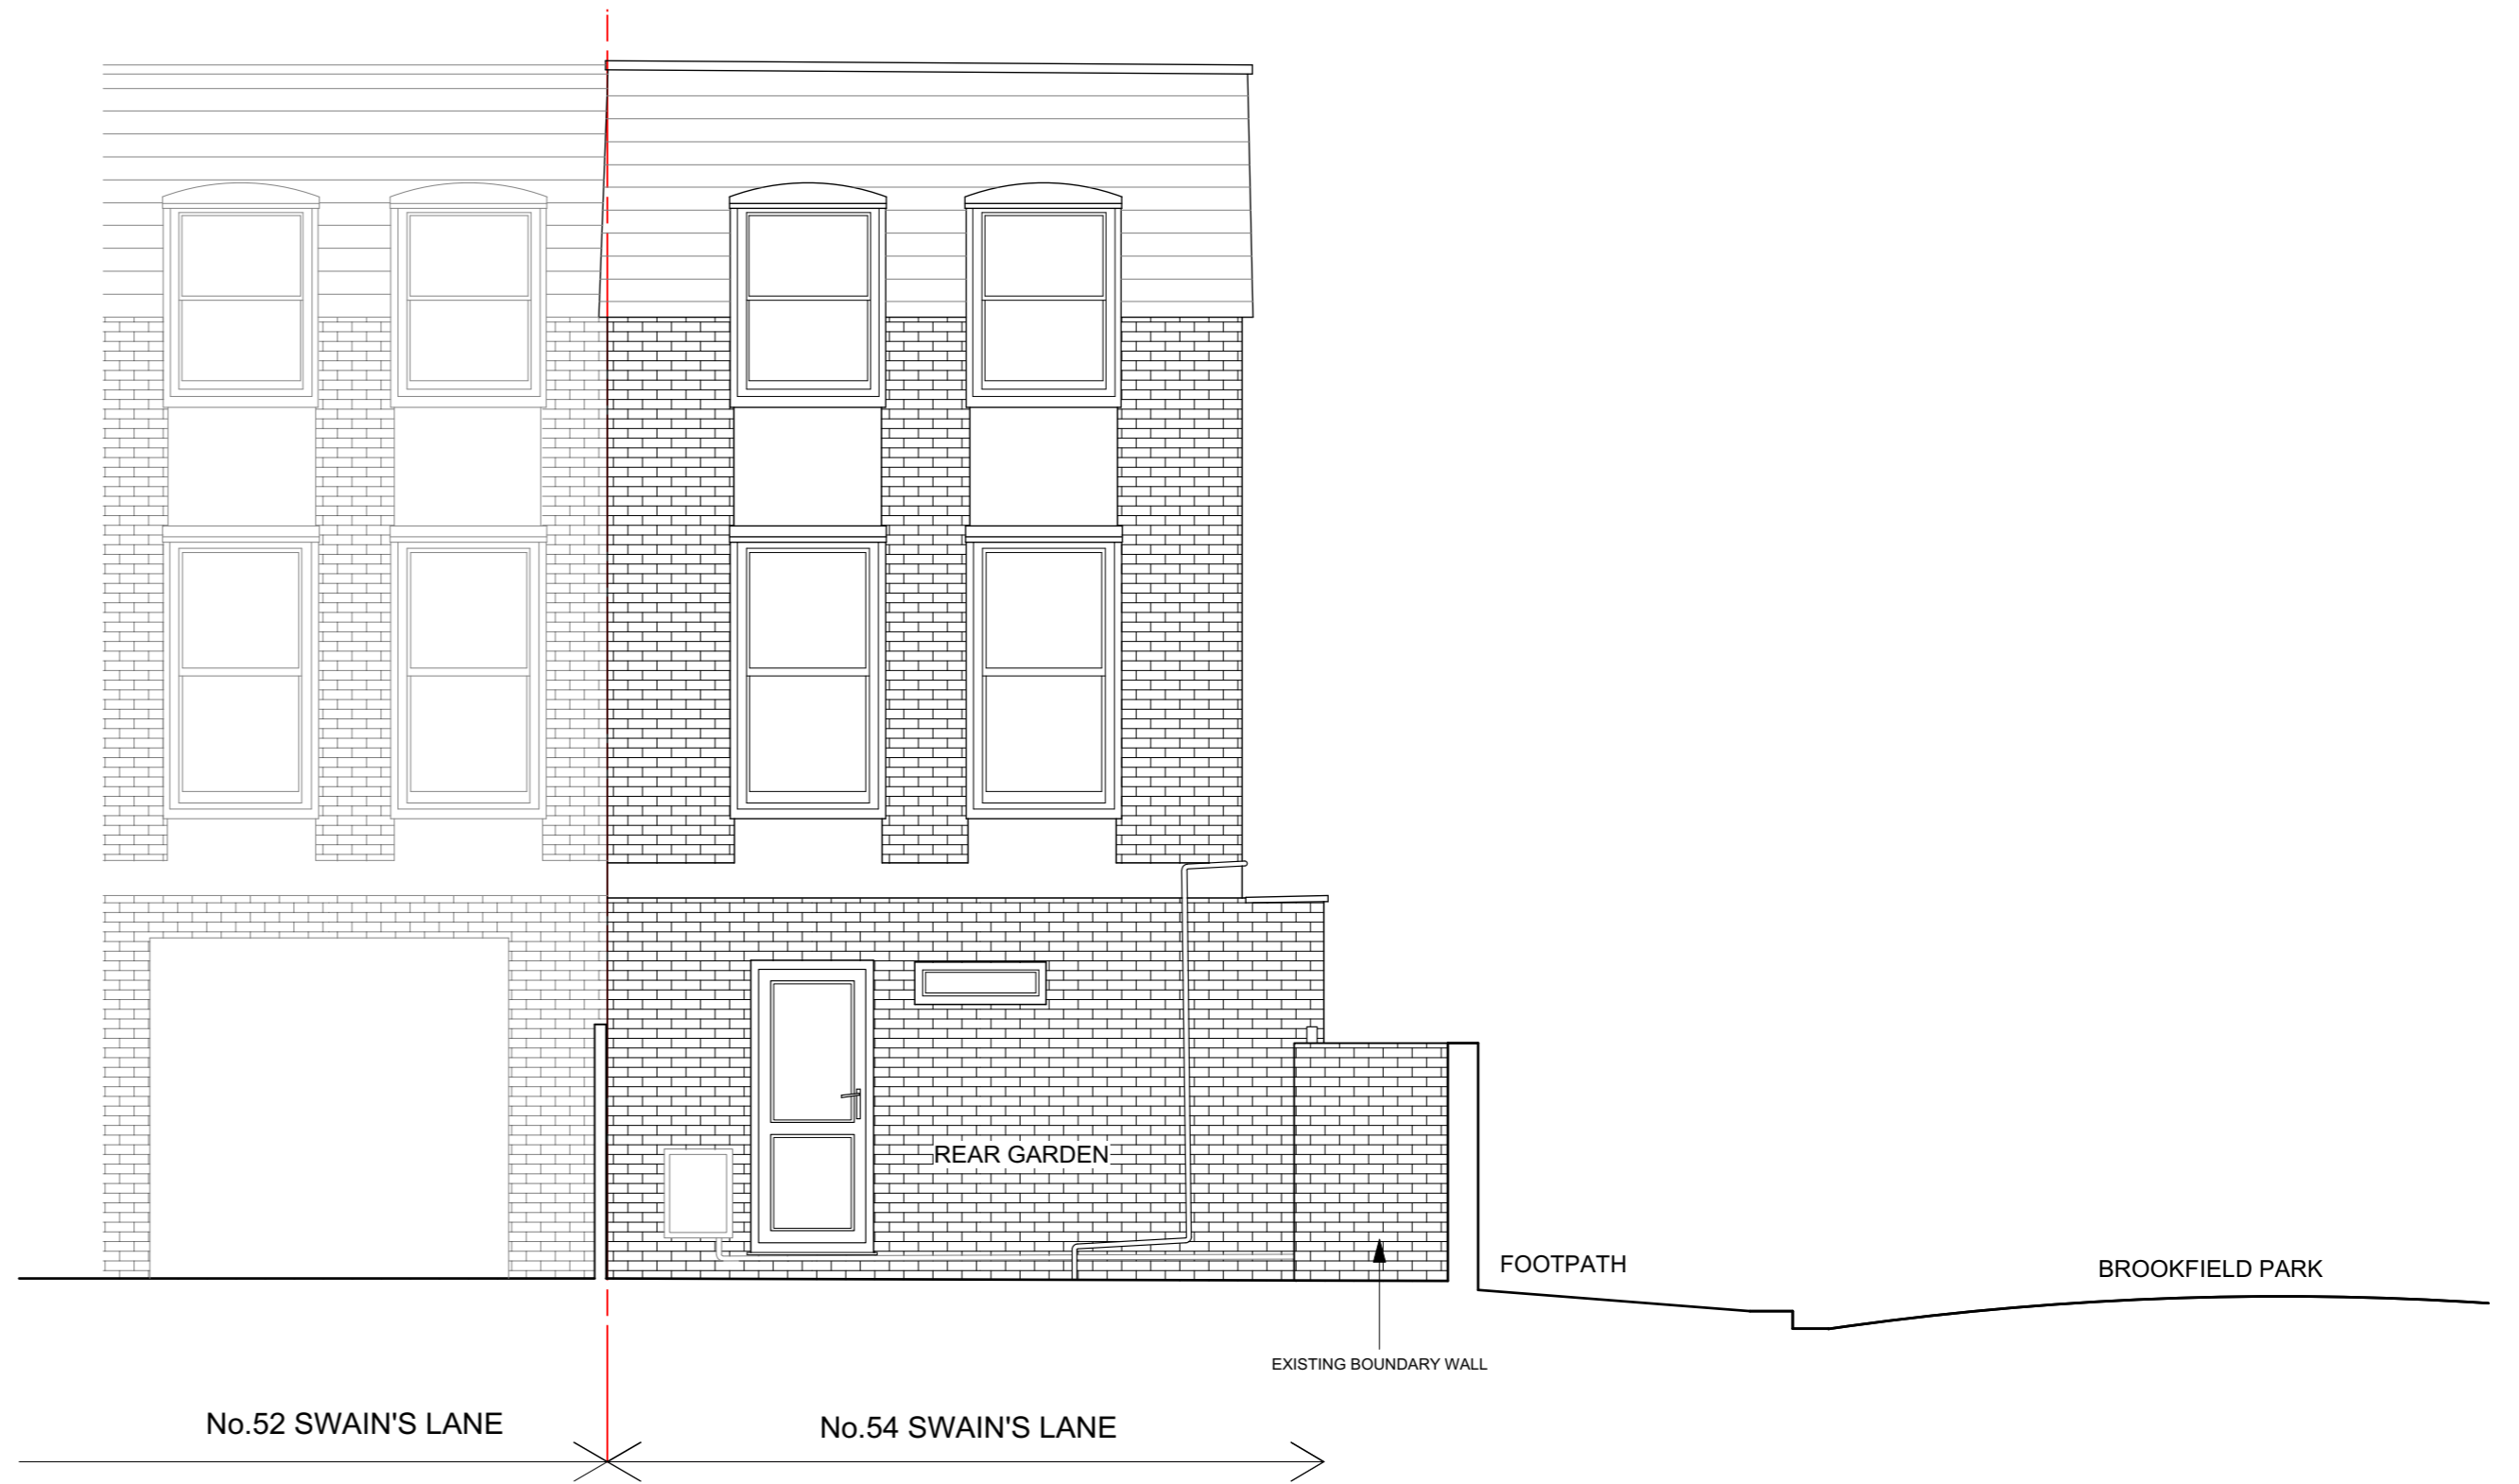 REAR GARDEN
FOOTPATH
BROOKFIELD PARK
EXISTING BOUNDARY WALL
No.52 SWAIN'S LANE
No.54 SWAIN'S LANE